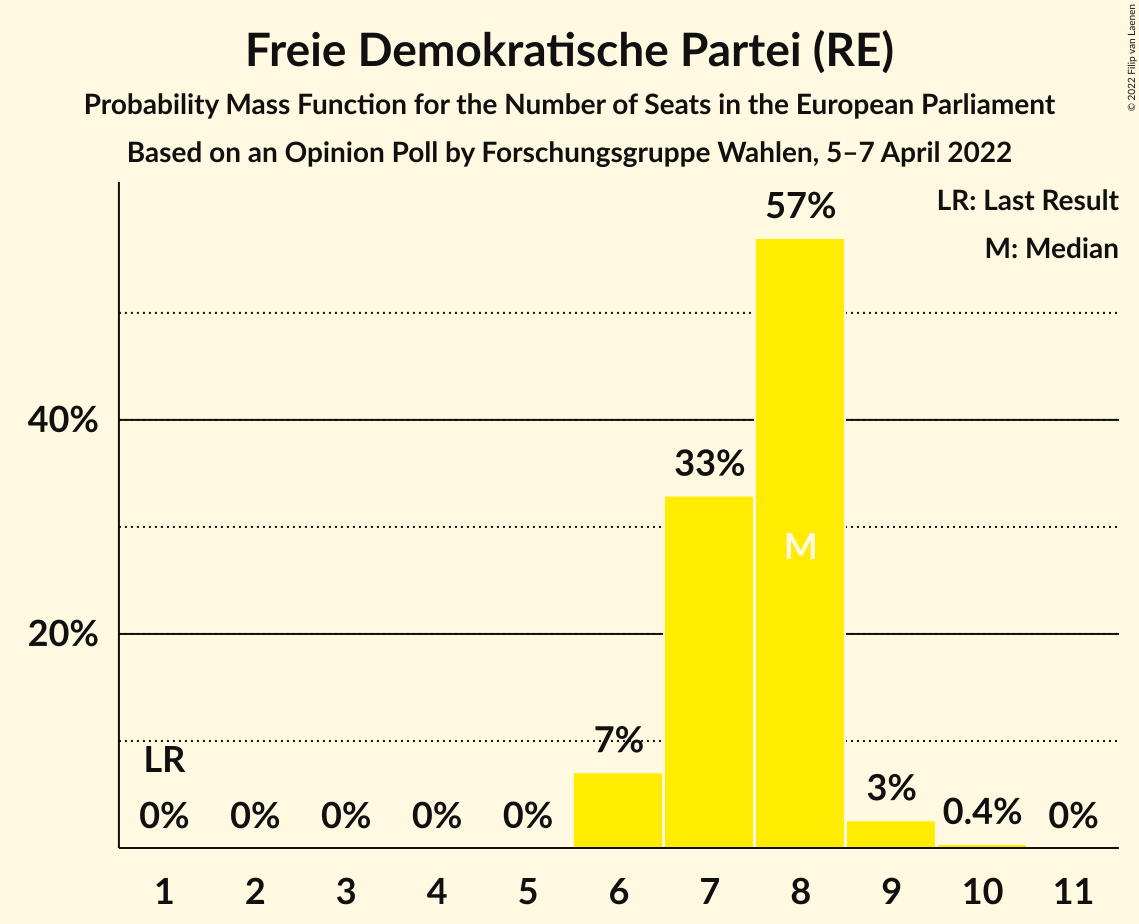 © 2022 Filip van Laenen
Freie Demokratische Partei (RE)
Probability Mass Function for the Number of Seats in the European Parliament
Based on an Opinion Poll by Forschungsgruppe Wahlen, 5–7 April 2022
LR: Last Result
M: Median
57%
40%
33%
M
20%
7%
LR
0% 0% 0% 0% 0% 3% 0.4% 0%
1 2 3 4 5 6 7 8 9 10 11